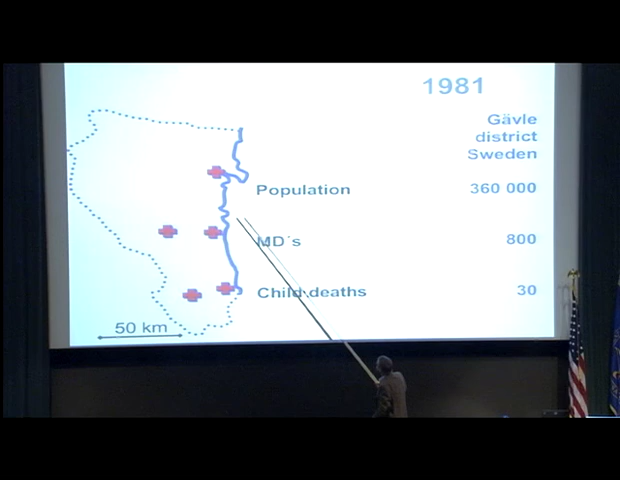 1981
Gävle
district
Sweden
Population 360 000
MD's 800
Child deaths 30
50 km